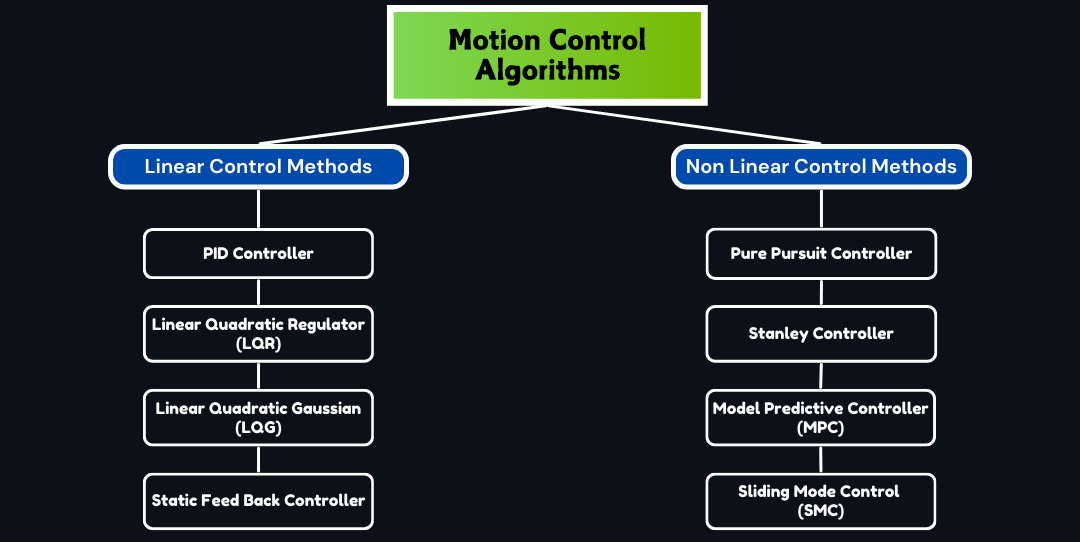 Motion Control
Algorithms
Linear Control Methods
Non Linear Control Methods
PID Controller
Linear Quadratic Regulator
(LQR)
Linear Quadratic Gaussian
(LQG)
Static Feed Back Controller
Pure Pursuit Controller
Stanley Controller
Model Predictive Controller
(MPC)
Sliding Mode Control
(SMC)